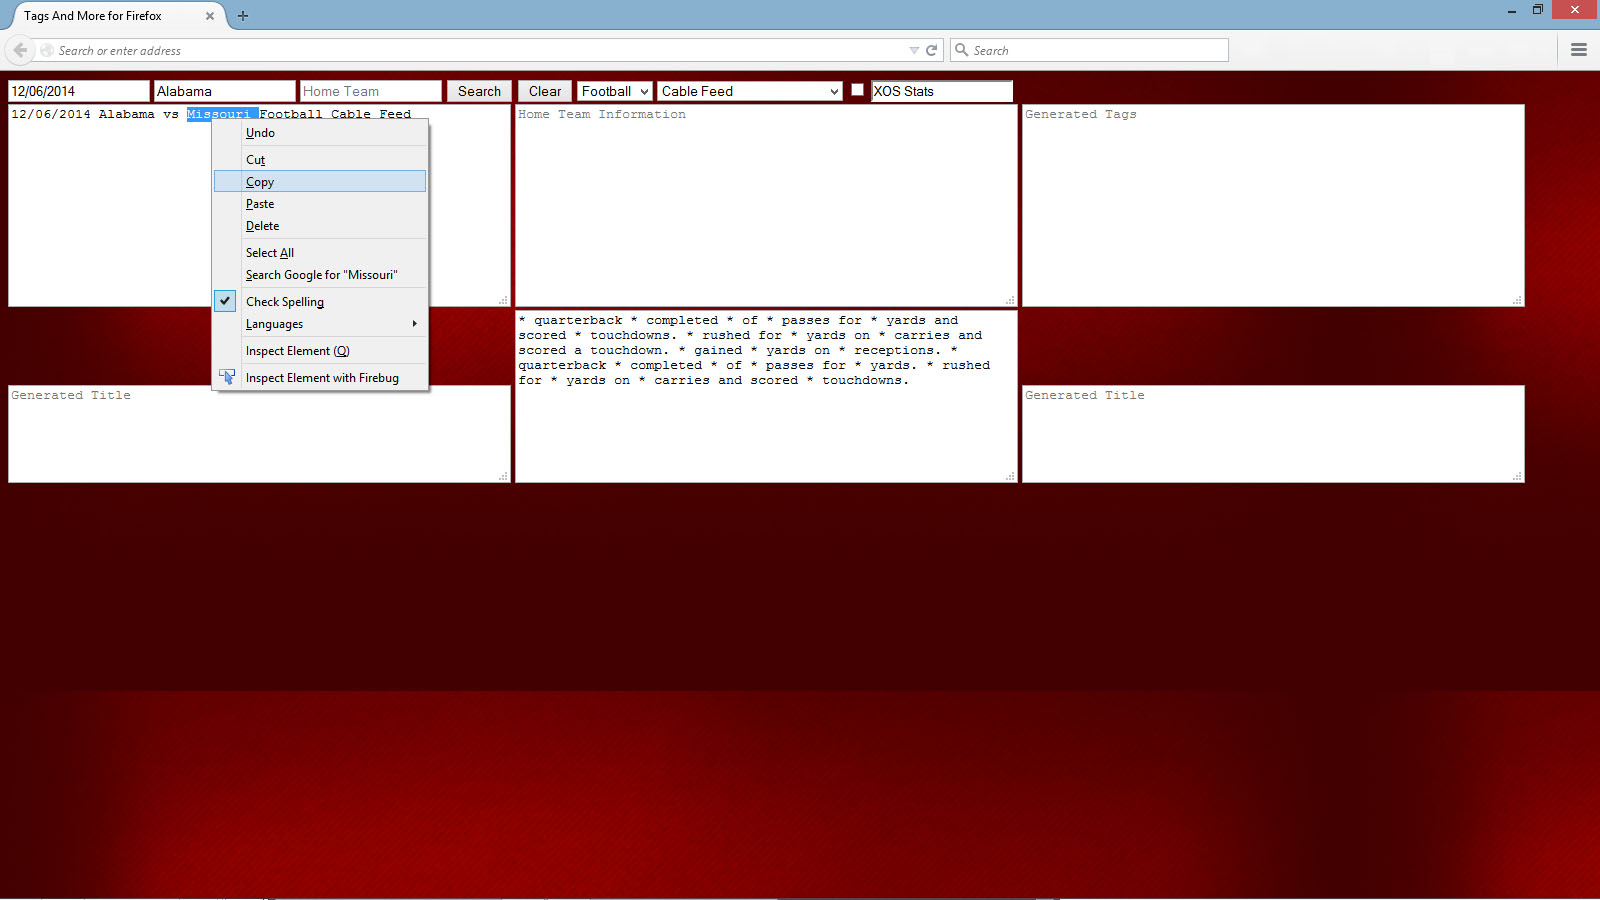 Tags And More for Firefox
Search or enter address
Search
12/06/2014
Alabama
Home Team
Search
Clear
Football
Cable Feed
XOS Stats
12/06/2014 Alabama vs Missouri Football Cable Feed
Undo
Cut
Copy
Paste
Delete
Select All
Search Google for "Missouri"
Check Spelling
Languages
Inspect Element (Q)
Inspect Element with Firebug
Generated Title
Home Team Information
* quarterback * completed * of * passes for * yards and
scored * touchdowns. * rushed for * yards on * carries and
scored a touchdown. * gained * yards on * receptions. *
quarterback * completed * of * passes for * yards. * rushed
for * yards on * carries and scored * touchdowns.
Generated Tags
Generated Title